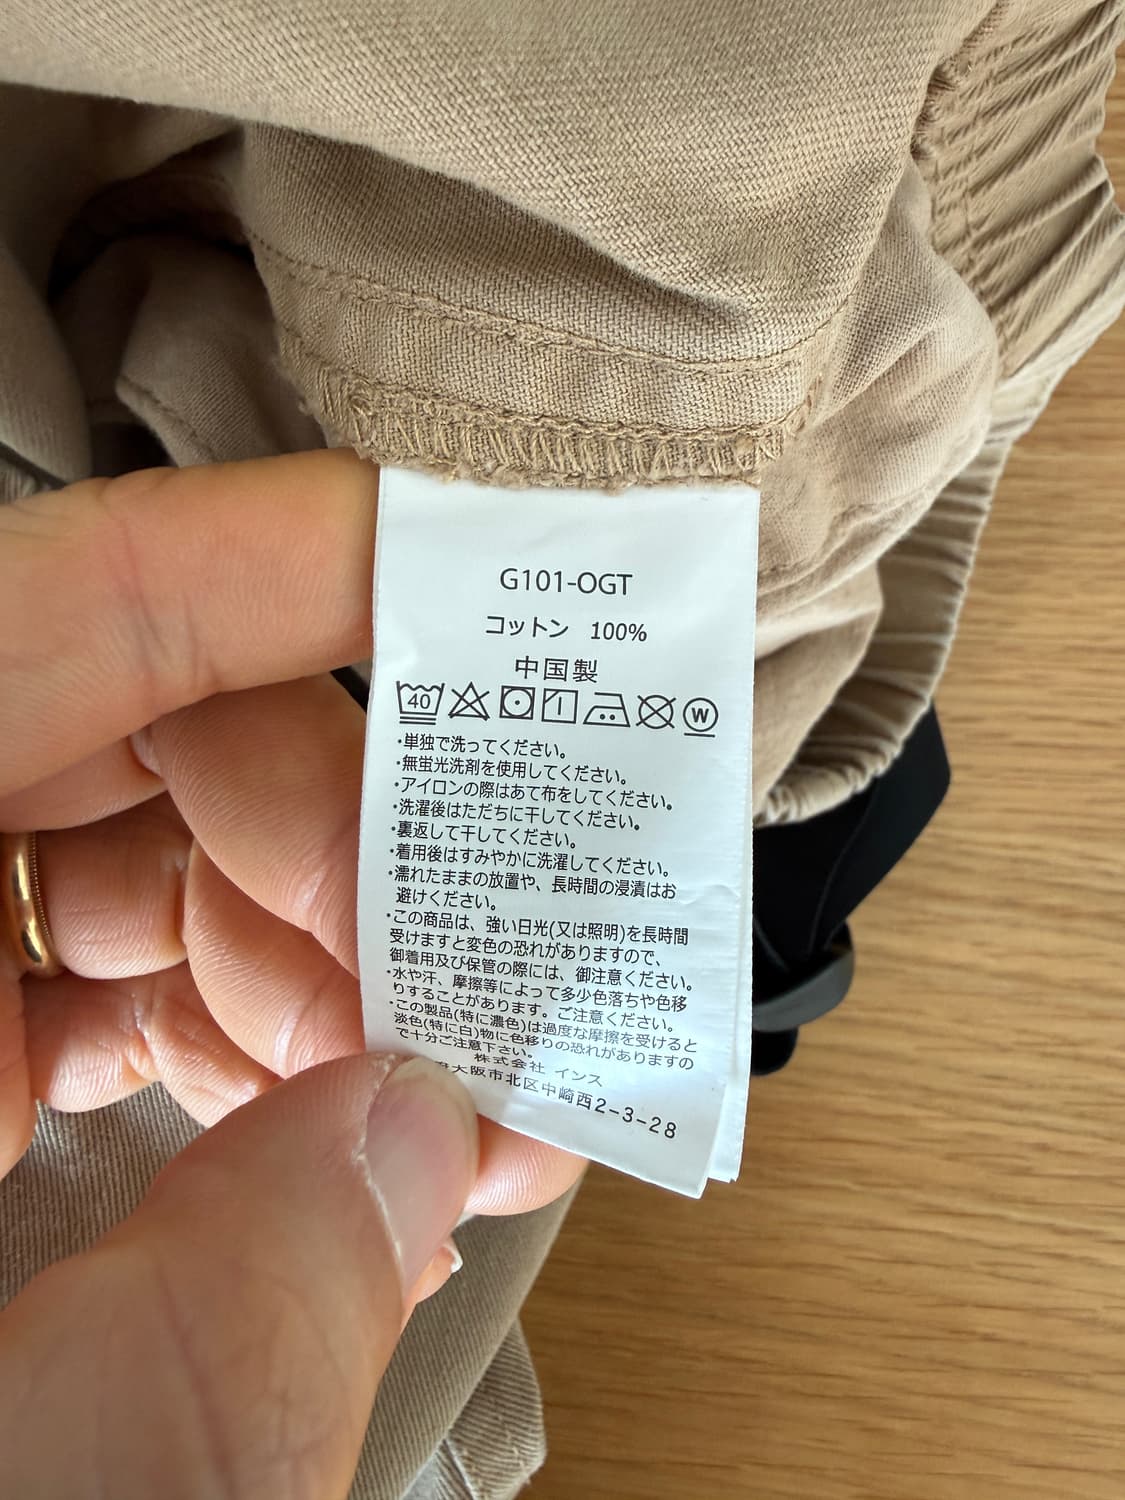 G101-OGT
コットン 100%
中国製
40 W
・単独で洗ってください。
・無蛍光洗剤を使用してください。
・アイロンの際はあて布をしてください。
・洗濯後はただちに干してください。
・裏返して干してください。
・着用後はすみやかに洗濯してください。
・濡れたままの放置や、長時間の浸漬はお
避けください。
・この商品は、強い日光(又は照明)を長時間
受けますと変色の恐れがありますので、
御着用及び保管の際には、御注意ください。
・水や汗、摩擦等によって多少色落ちや色移
りすることがあります。ご注意ください。
・この製品(特に濃色)は過度な摩擦を受けると
淡色(特に白)物に色移りの恐れがありますの
で十分ご注意下さい。
株式会社 インス
大阪市北区中崎西2-3-28